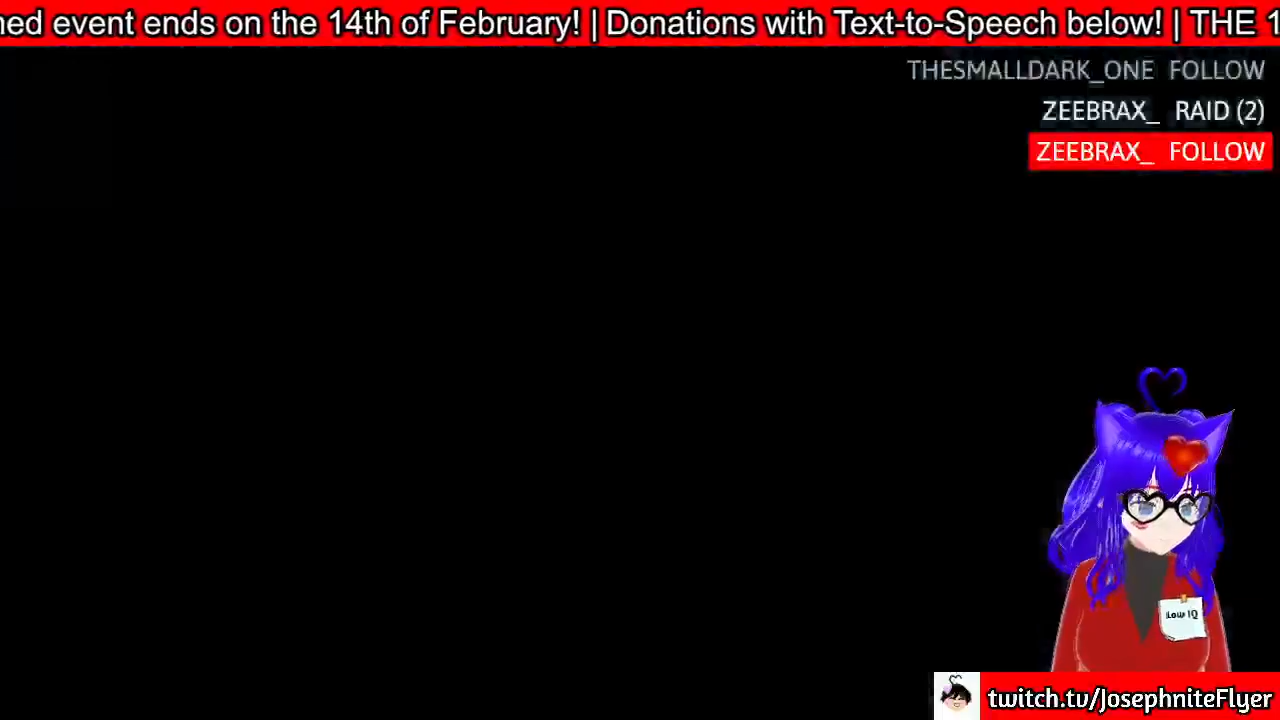 ned event ends on the 14th of February! | Donations with Text-to-Speech below! | THE 1
THESMALLDARK_ONE FOLLOW
ZEEBRAX_ RAID (2)
ZEEBRAX_ FOLLOW
Low IQ
twitch.tv/JosephniteFlyer